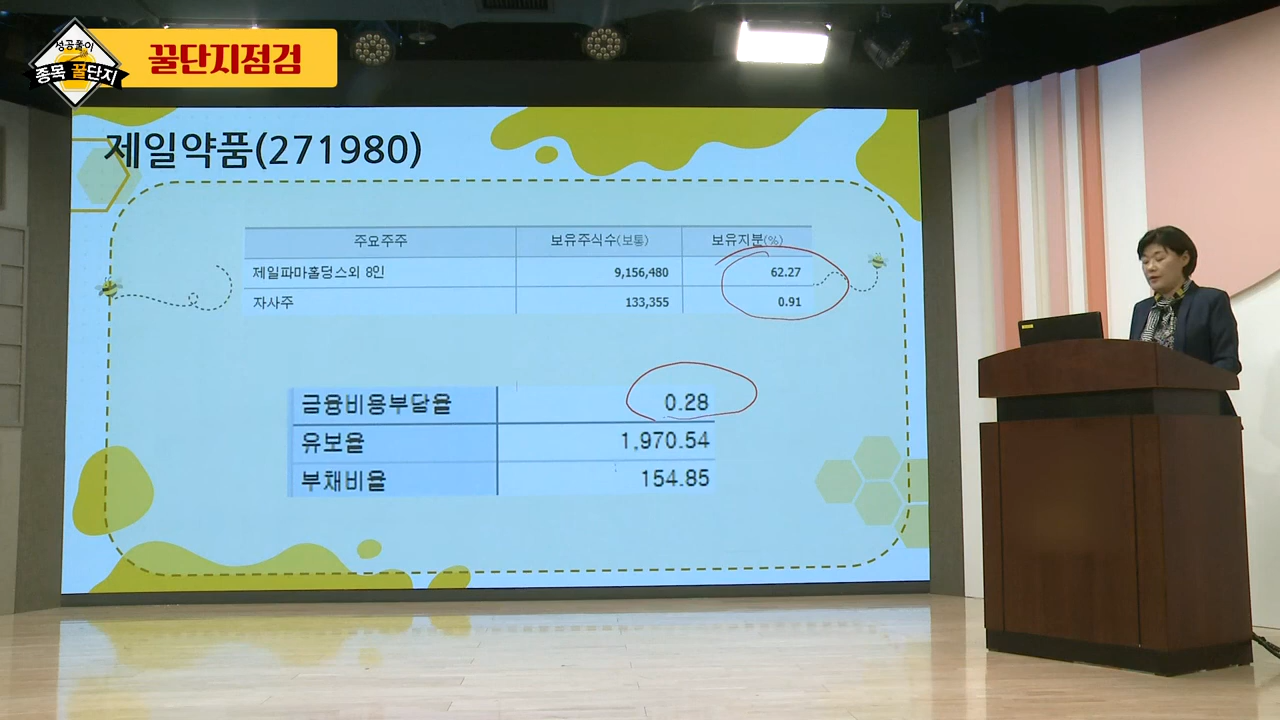 성공풀이
종목 꿀단지
꿀단지점검
제일약품(271980)
주요주주 보유주식수(보통) 보유지분(%)
제일파마홀딩스외 8인 9,156,480 62.27
자사주 133,355 0.91
금융비용부담율 0.28
유보율 1,970.54
부채비율 154.85